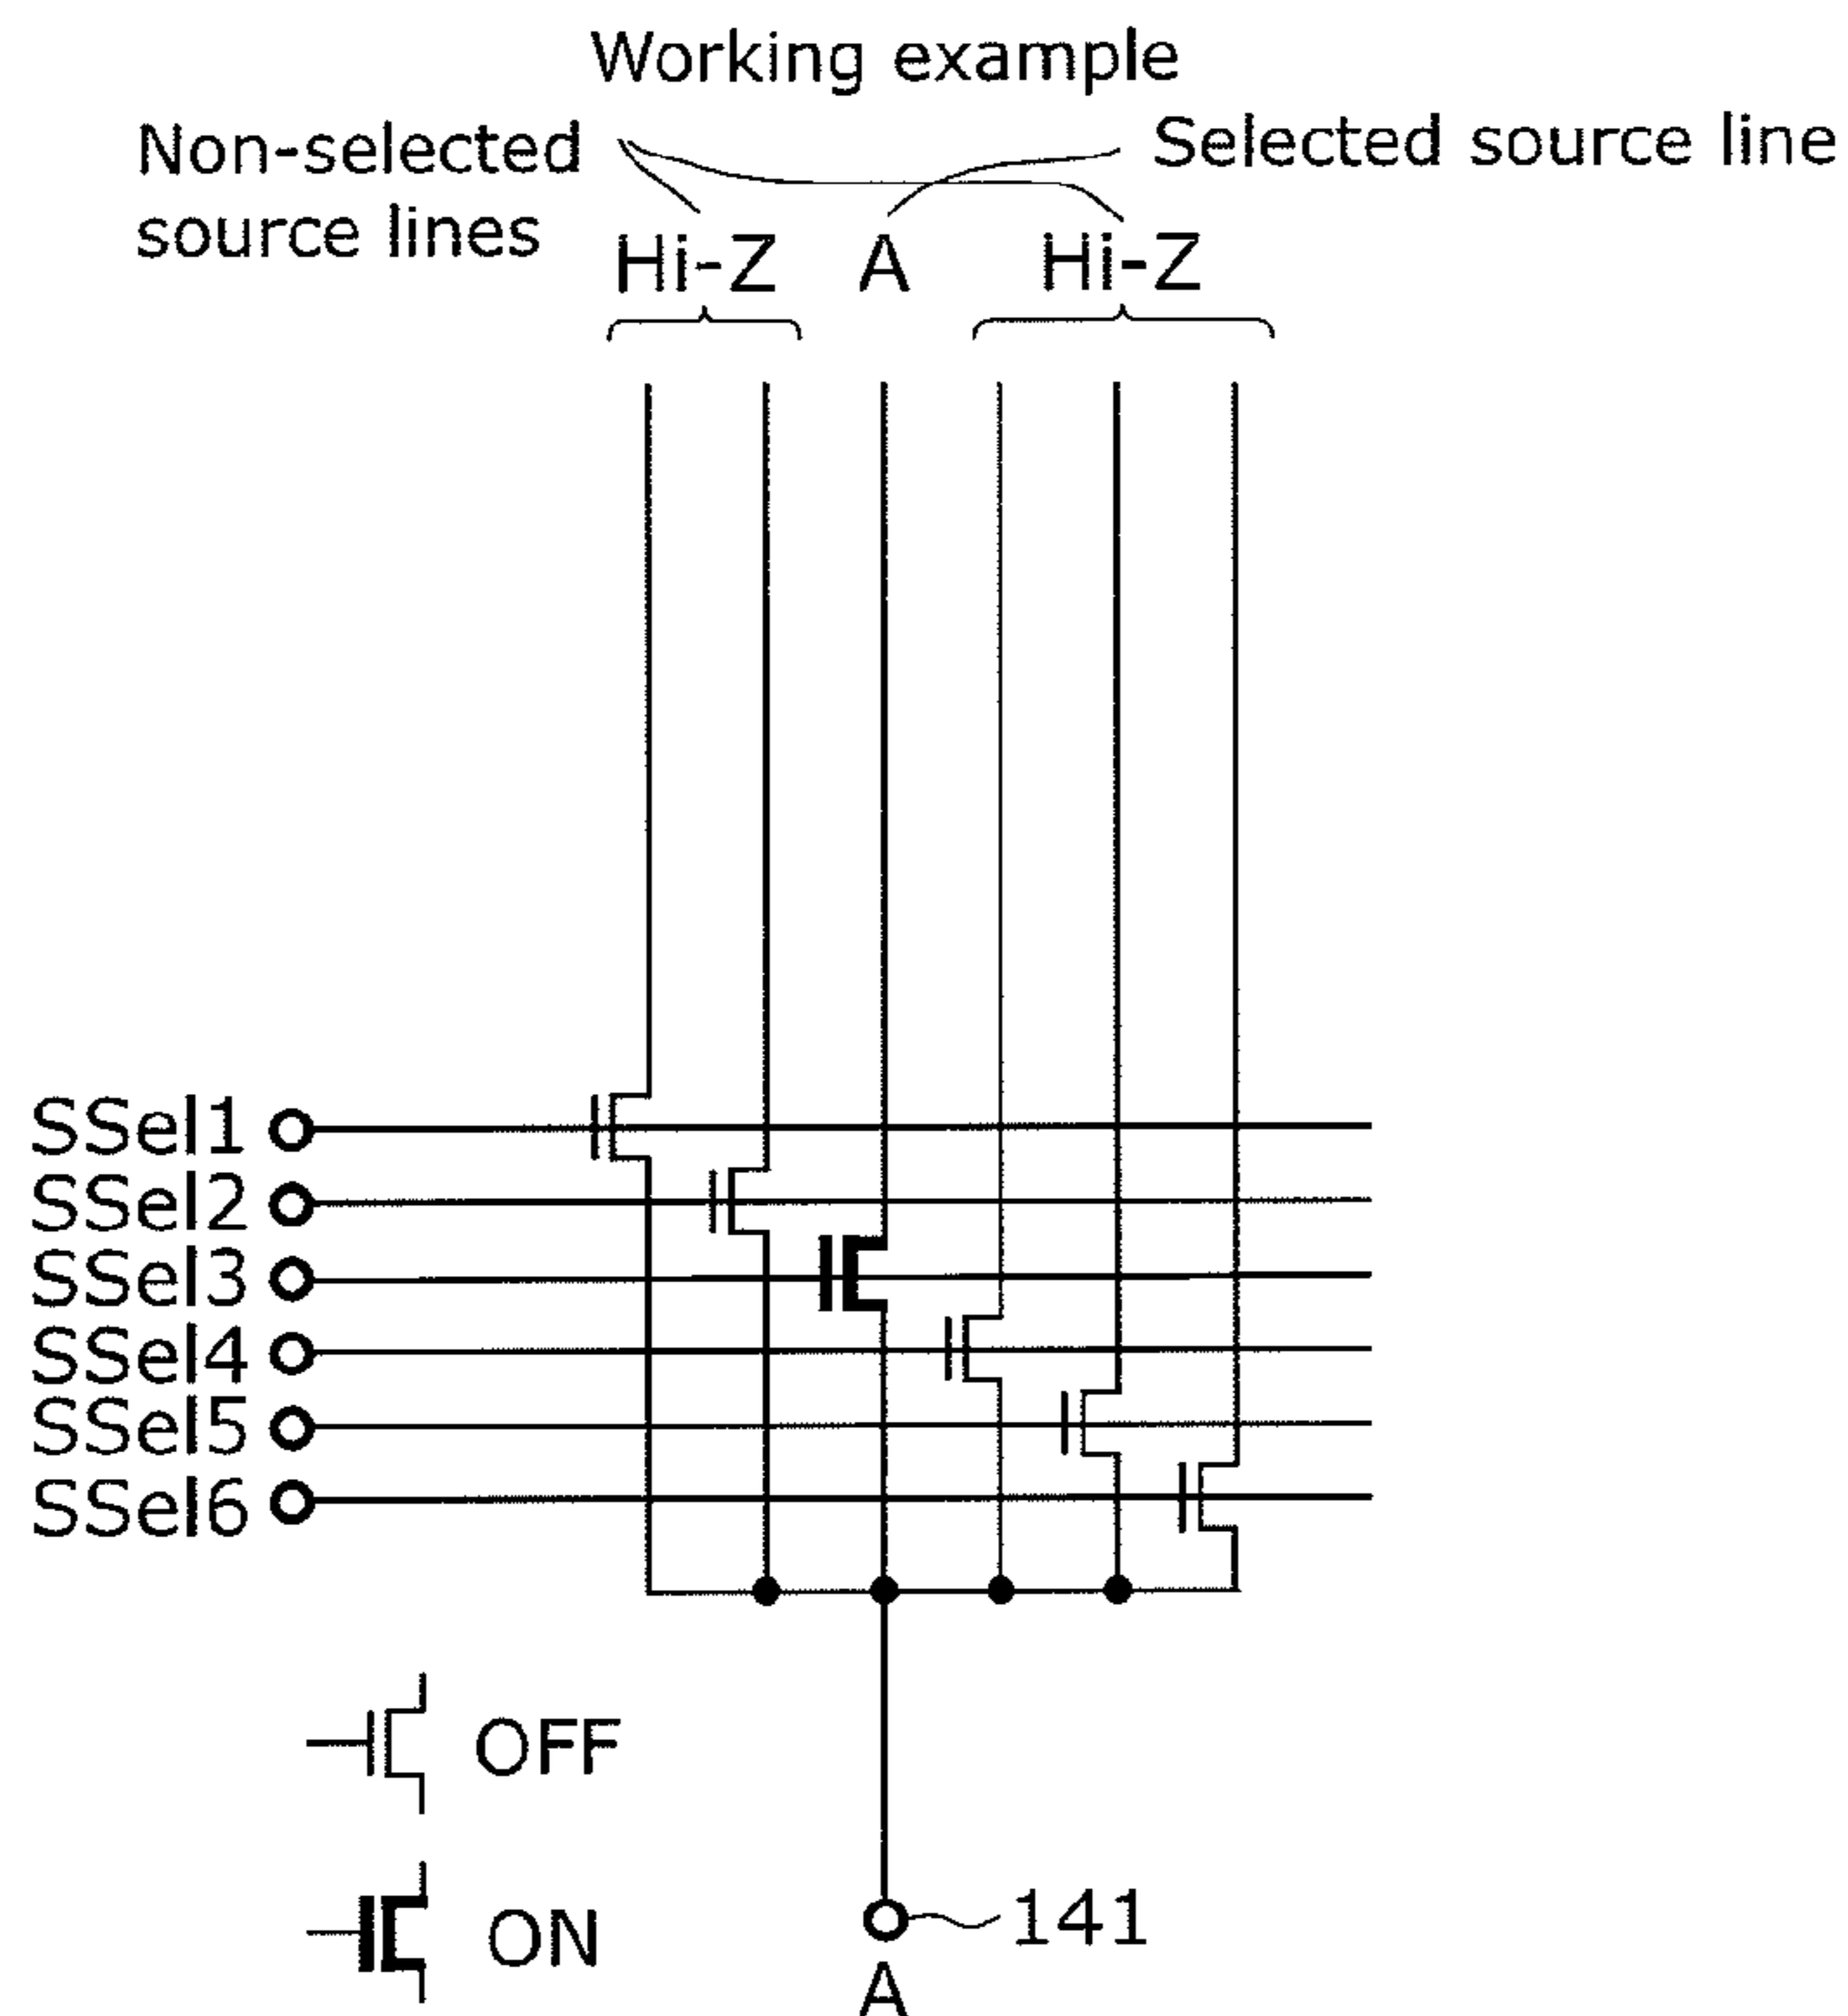 Working example
Non-selected
source lines
Selected source line
Hi-Z
A
Hi-Z
SSel1
SSel2
SSel3
SSel4
SSel5
SSel6
OFF
ON
141
A